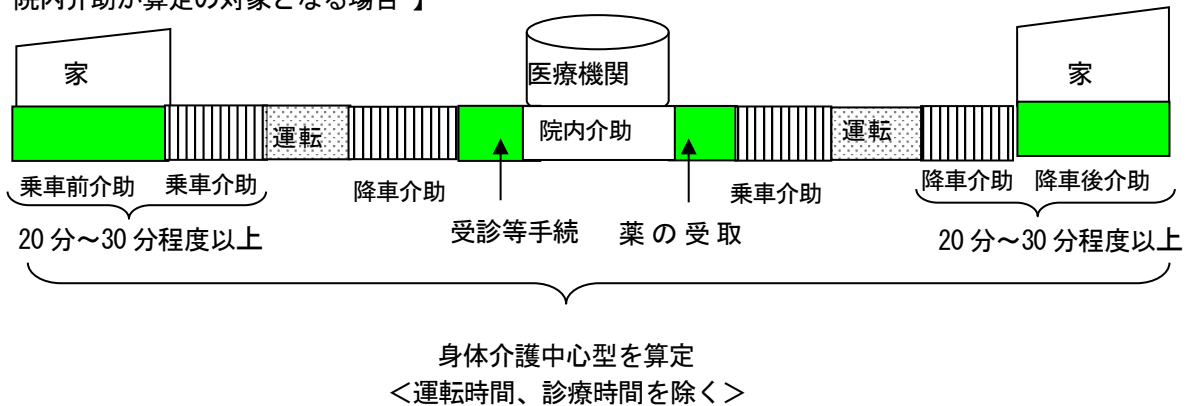 院内介助が算定の対象となる場合 】
家
医療機関
家
運転
院内介助
運転
乗車前介助
乗車介助
降車介助
乗車介助
降車介助
降車後介助
受診等手続
薬の受取
20分～30分程度以上
20分～30分程度以上
身体介護中心型を算定
＜運転時間、診療時間を除く＞